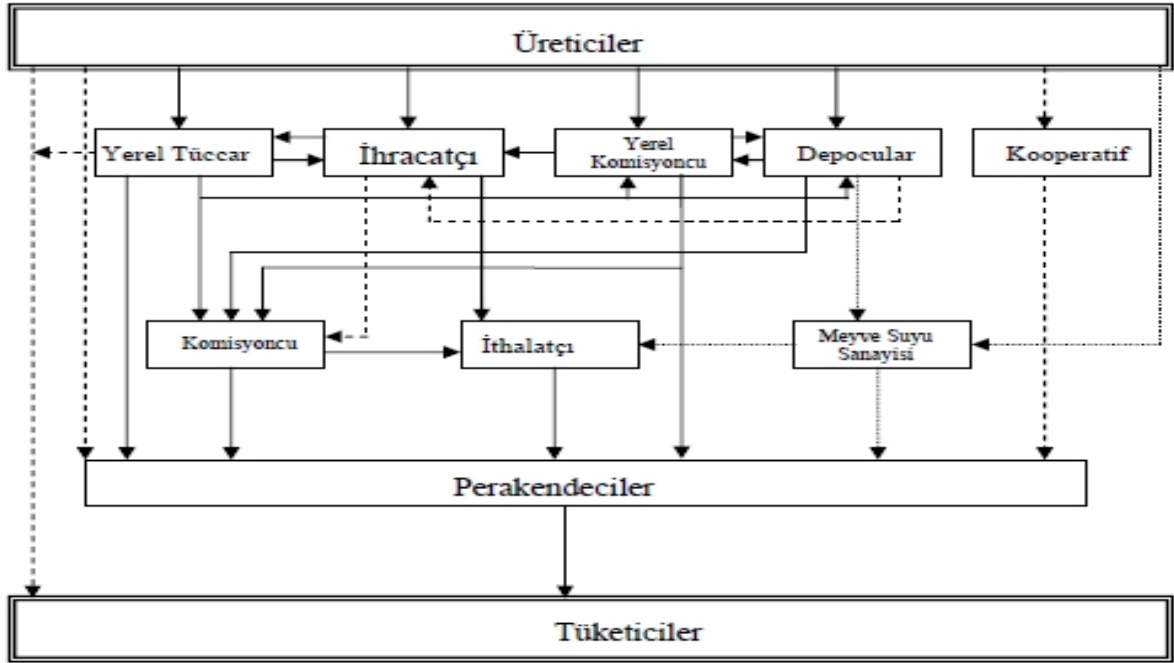 Üreticiler
Yerel Tüccar
İhracatçı
Yerel
Komisyoncu
Depocular
Kooperatif
Komisyoncu
İthalatçı
Meyve Suyu
Sanayisi
Perakendeciler
Tüketiciler